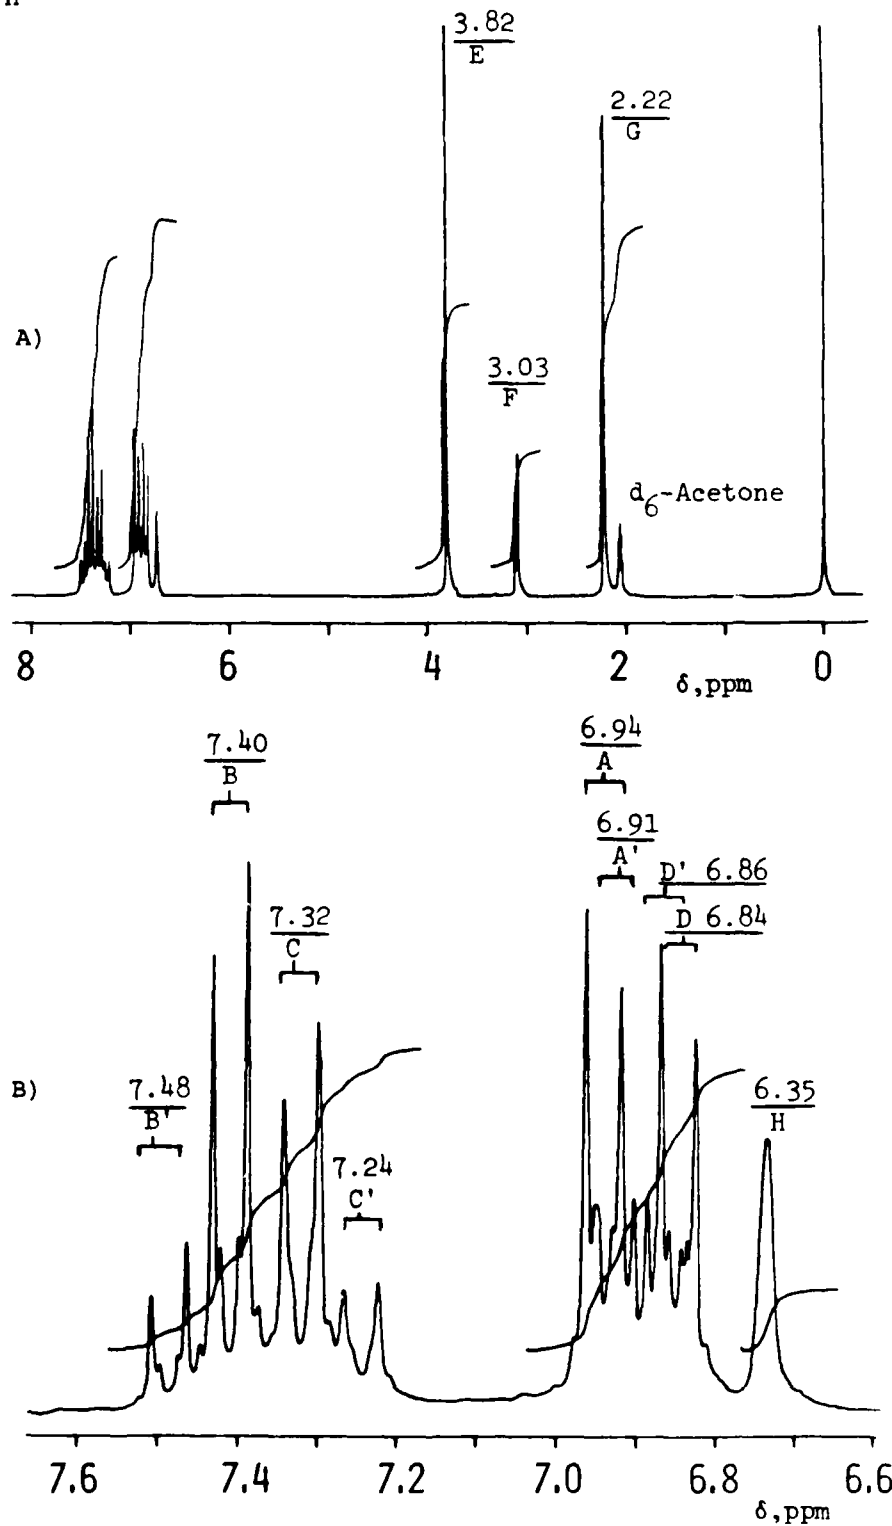 H
3.82
E
2.22
G
A)
3.03
F
d6-Acetone
8 6 4 2 0
δ,ppm
7.40
B
6.94
A
6.91
A'
D' 6.86
7.32
C
D 6.84
B)
7.48
B'
7.24
C'
6.35
H
7.6 7.4 7.2 7.0 6.8 6.6
δ,ppm